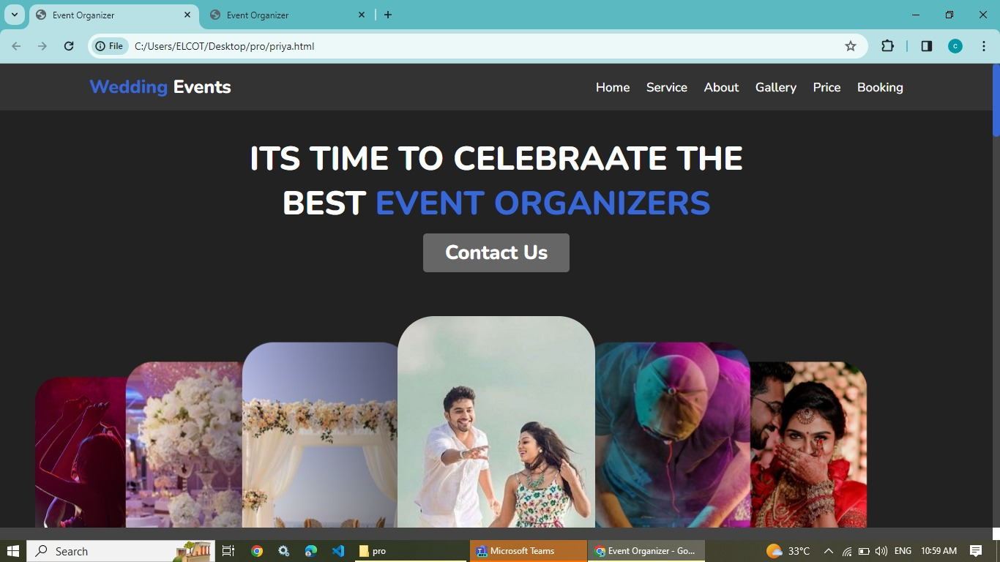 Event Organizer
Event Organizer
File
C:/Users/ELCOT/Desktop/pro/priya.html
c
Wedding Events
Home Service About Gallery Price Booking
ITS TIME TO CELEBRAATE THE
BEST EVENT ORGANIZERS
Contact Us
Search
pro
Microsoft Teams
Event Organizer - Go...
33°C
ENG
10:59 AM